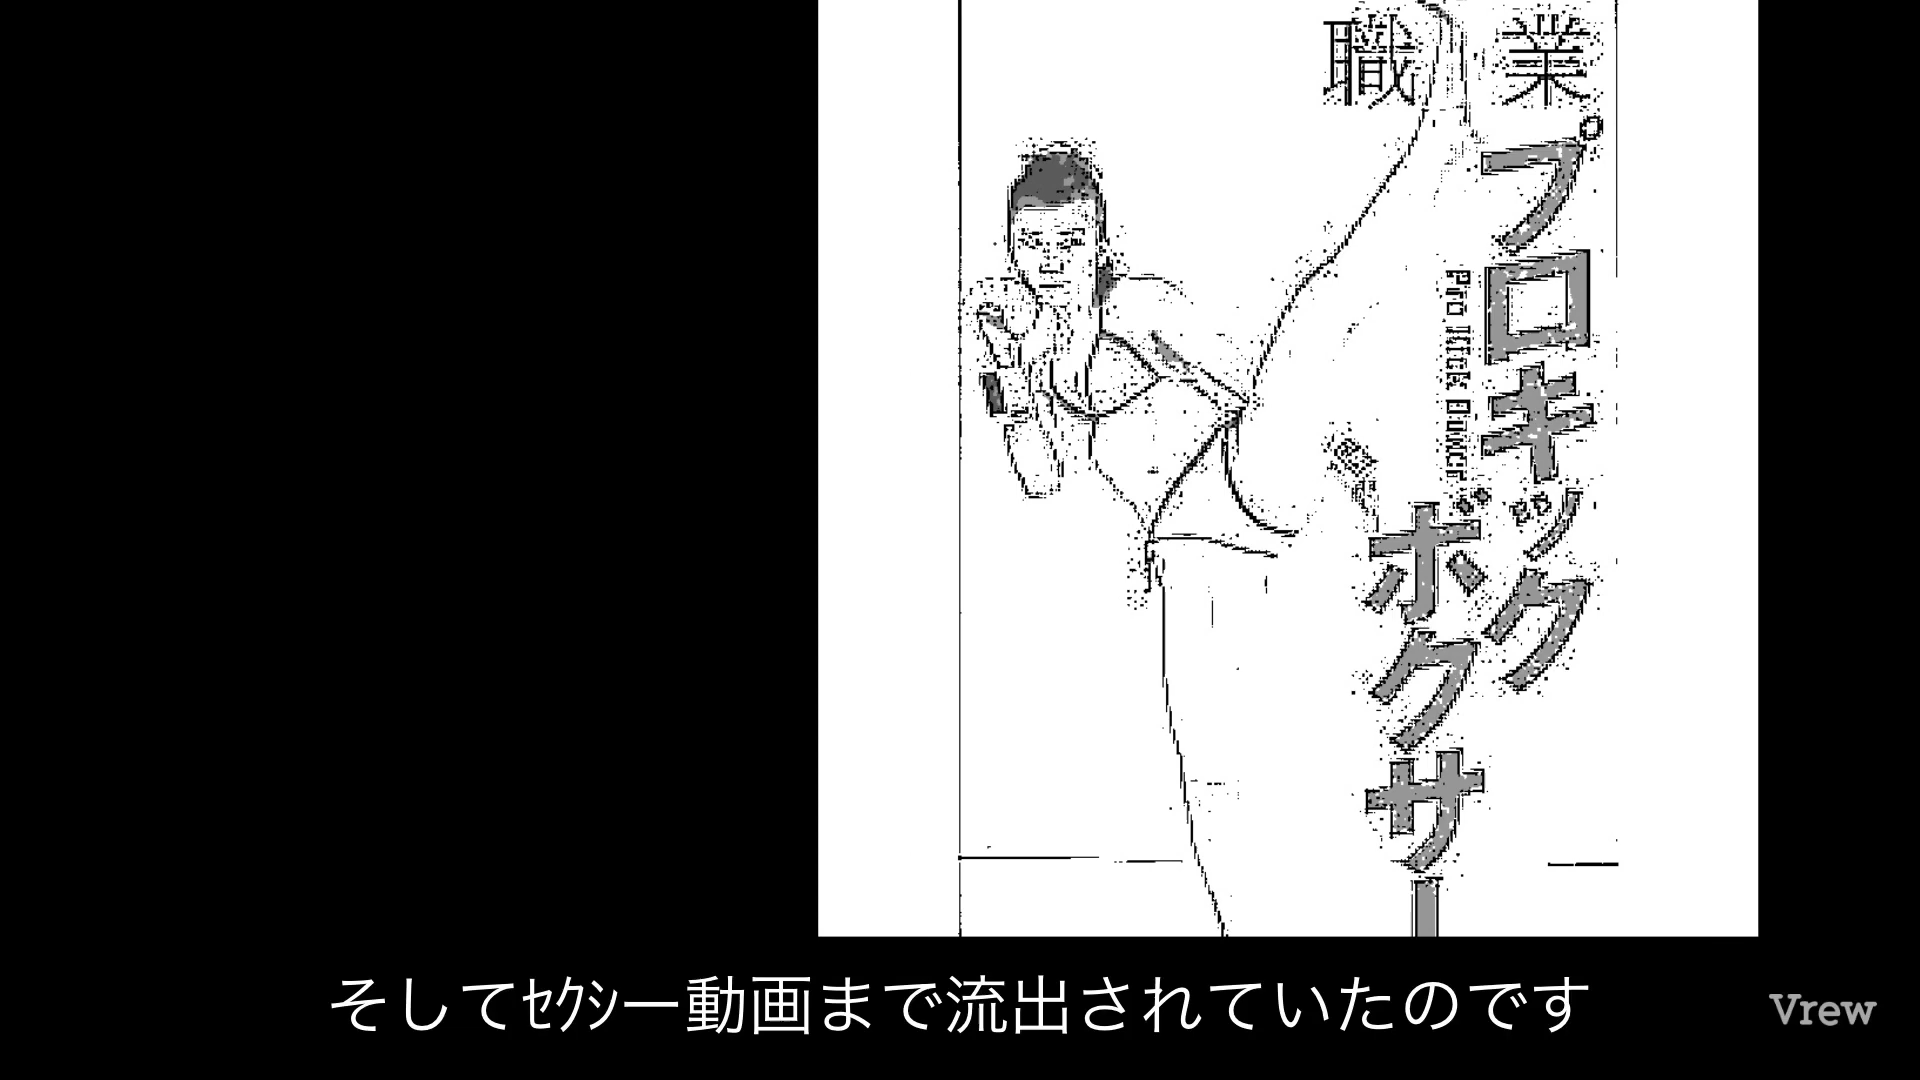 職業
プロキック
Pro Kick Boxer
ボクサー
そしてｾｸｼー動画まで流出されていたのです
Vrew